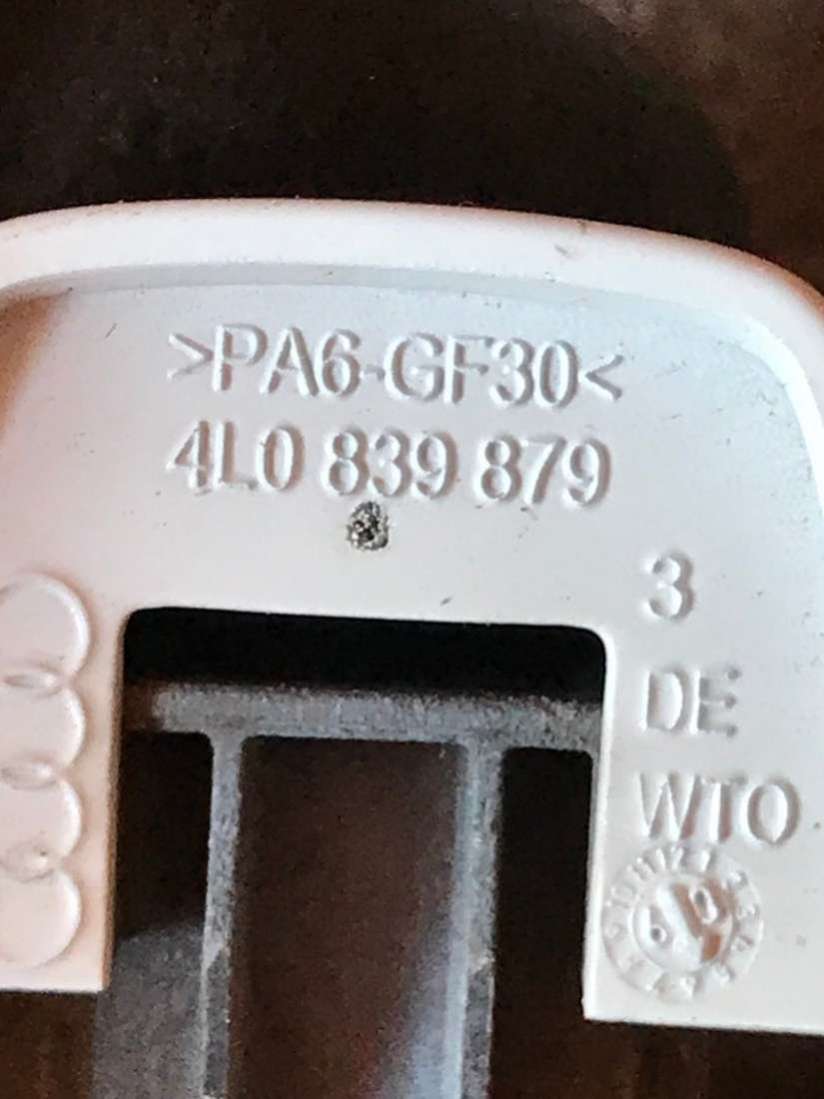 >PA6-GF30<
4L0 839 879
3
DE
WTO